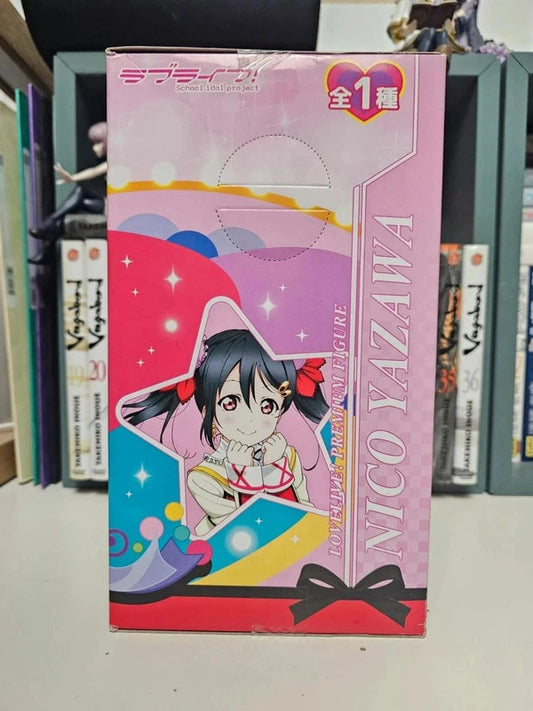 ラブライブ!
School idol project
全1種
LOVELIVE! PREMIUM FIGURE
NICO YAZAWA
Vagabond
19
TAKEHIKO INOUE
Vagabond
20
TAKEHIKO INOUE
Vagabond
35
TAKEHIKO INOUE
Vagabond
36
TAKEHIKO INOUE